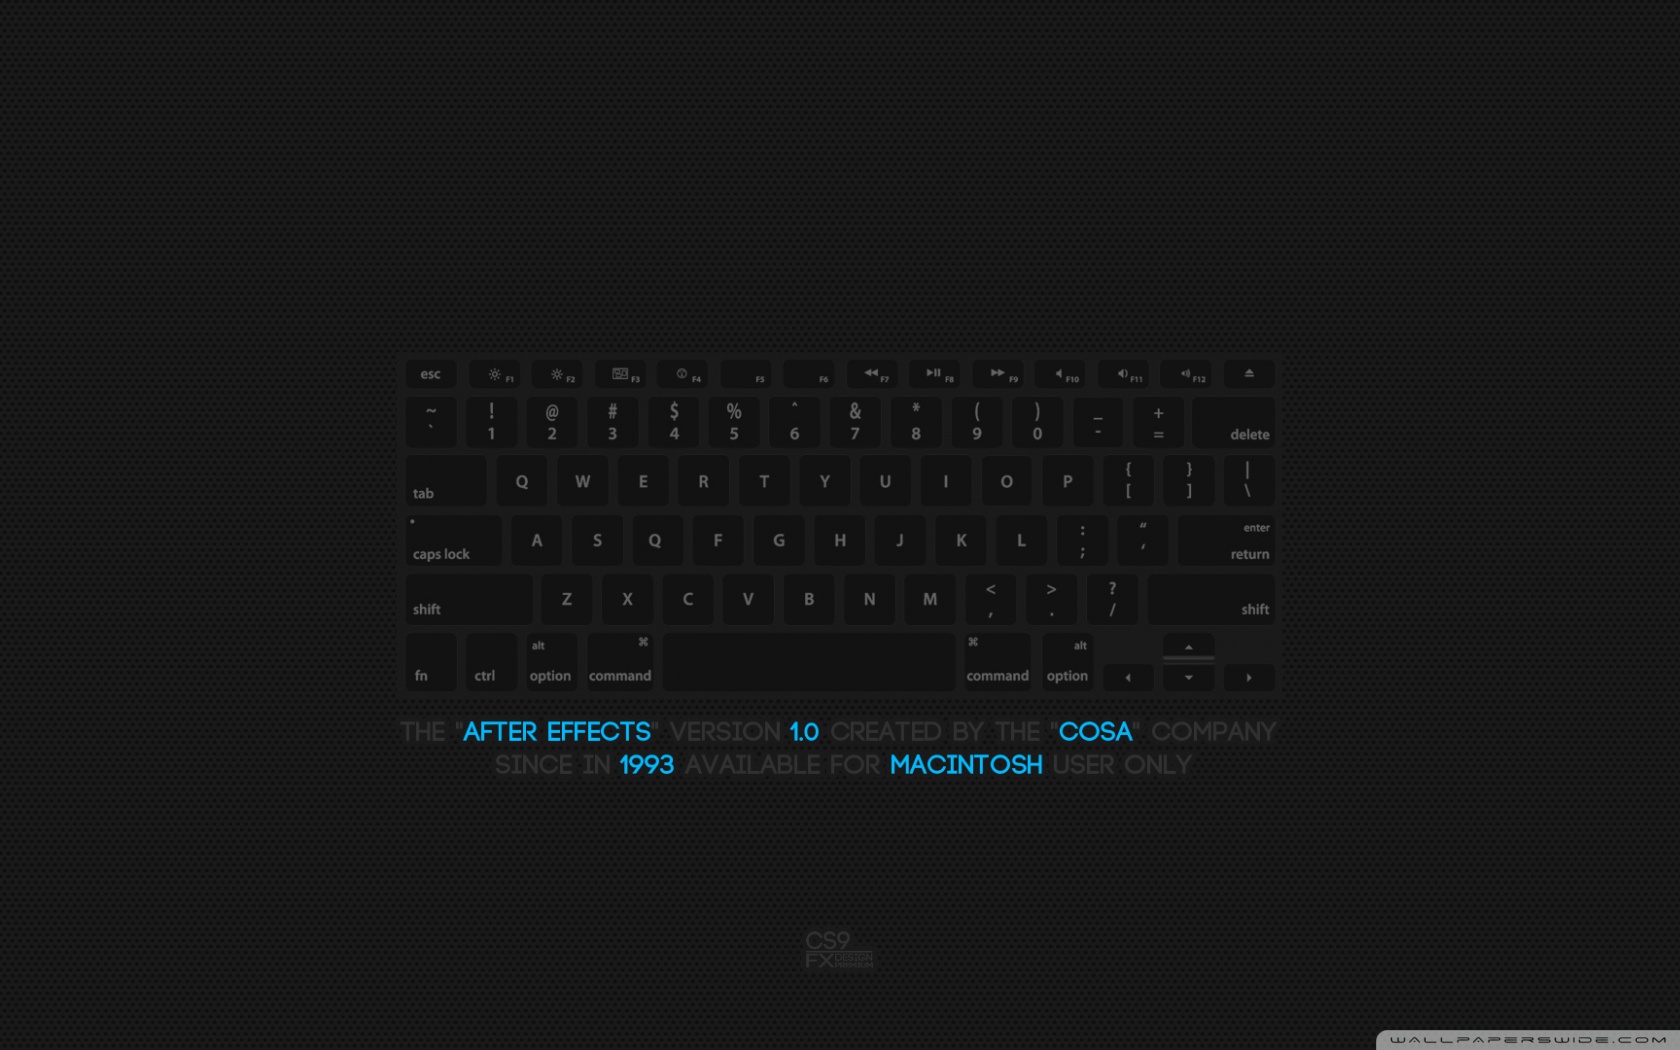 esc F1 F2 F3 F4 F5 F6 F7 F8 F9 F10 F11 F12
~ ! @ # $ % ^ & * ( ) _ +
` 1 2 3 4 5 6 7 8 9 0 - = delete
tab Q W E R T Y U I O P { } |
[ ] \
caps lock A S Q F G H J K L : “ enter
; ‘ return
shift Z X C V B N M < > ? shift
, . /
alt ⌘ ⌘ alt
fn ctrl option command command option
THE "AFTER EFFECTS" VERSION 1.0 CREATED BY THE "COSA" COMPANY
SINCE IN 1993 AVAILABLE FOR MACINTOSH USER ONLY
CS9
FX DESIGN
PREMIUM
WALLPAPERSWIDE.COM